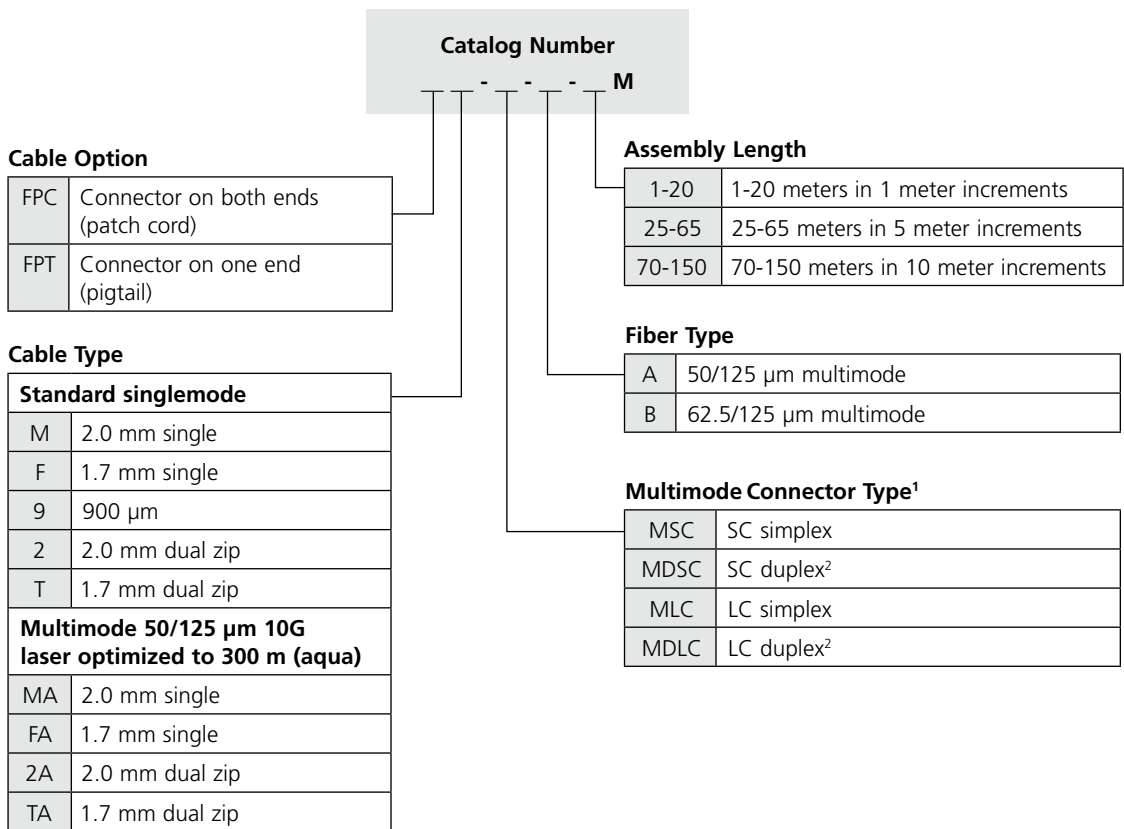 Catalog Number
__ __ - __ - __ - __ M
Cable Option
FPC Connector on both ends
(patch cord)
FPT Connector on one end
(pigtail)
Cable Type
Standard singlemode
M 2.0 mm single
F 1.7 mm single
9 900 µm
2 2.0 mm dual zip
T 1.7 mm dual zip
Multimode 50/125 µm 10G
laser optimized to 300 m (aqua)
MA 2.0 mm single
FA 1.7 mm single
2A 2.0 mm dual zip
TA 1.7 mm dual zip
Assembly Length
1-20 1-20 meters in 1 meter increments
25-65 25-65 meters in 5 meter increments
70-150 70-150 meters in 10 meter increments
Fiber Type
A 50/125 µm multimode
B 62.5/125 µm multimode
Multimode Connector Type¹
MSC SC simplex
MDSC SC duplex²
MLC LC simplex
MDLC LC duplex²